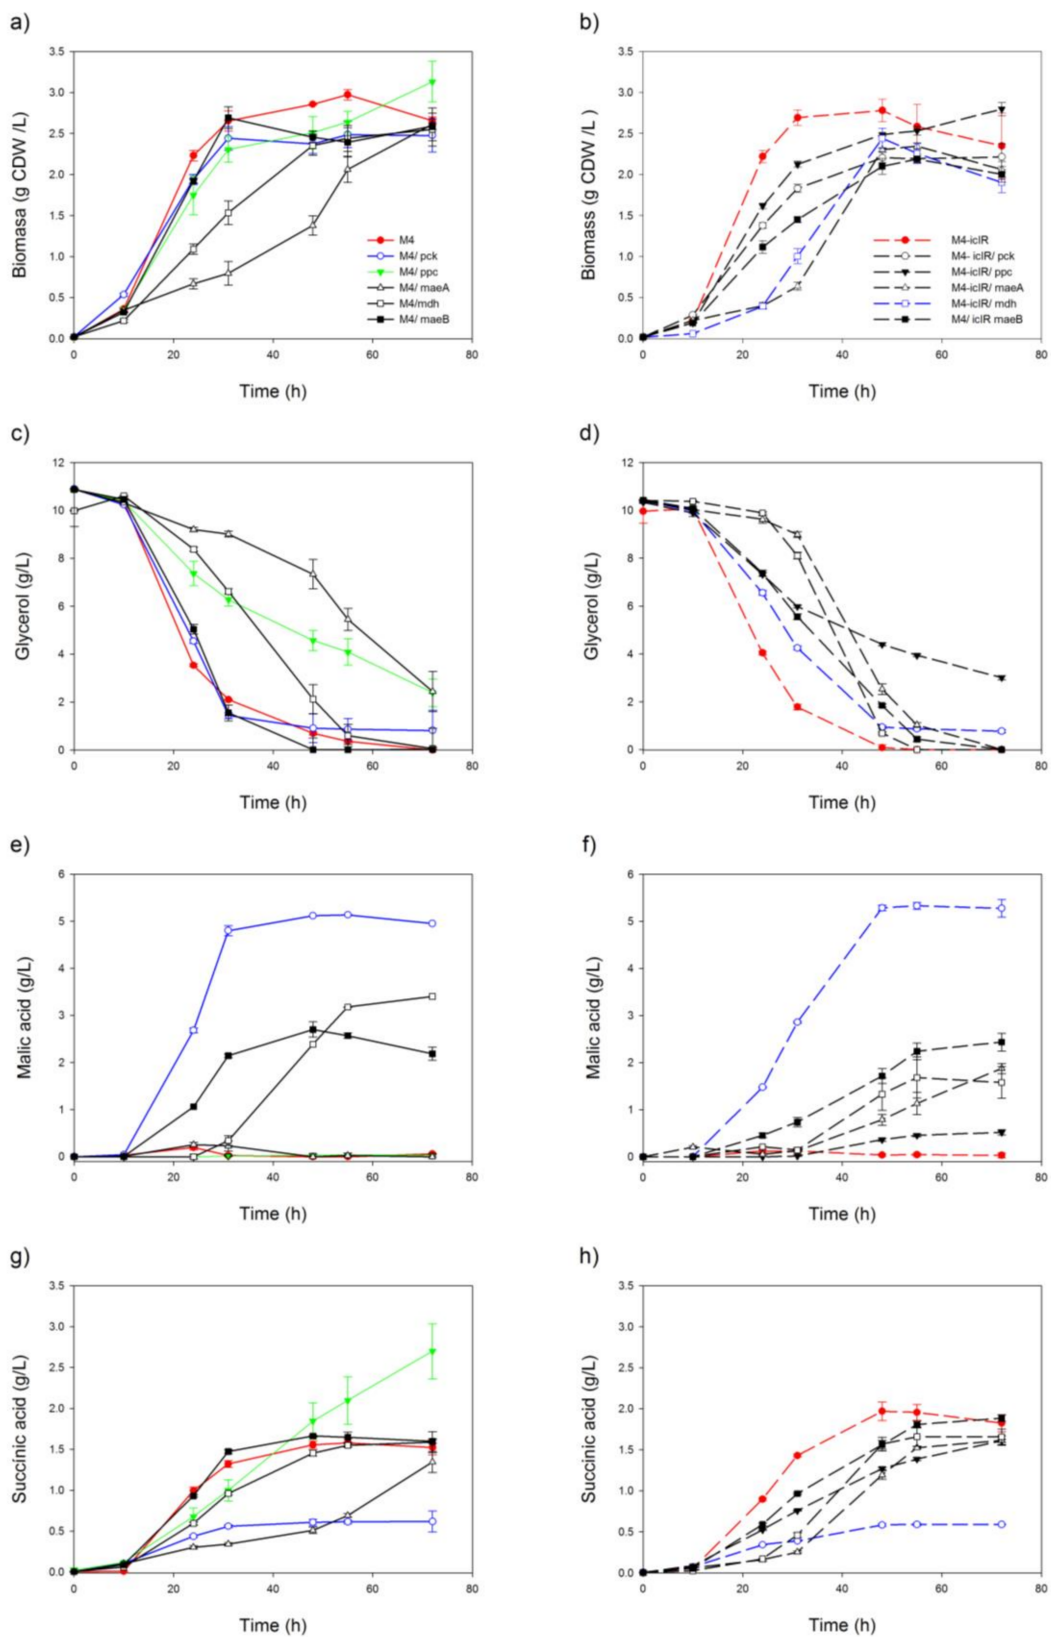 a)
3.5
3.0
2.5
2.0
1.5
1.0
0.5
0.0
Biomasa (g CDW /L)
M4
M4/ pck
M4/ ppc
M4/ maeA
M4/mdh
M4/ maeB
0 20 40 60 80
Time (h)
b)
3.5
3.0
2.5
2.0
1.5
1.0
0.5
0.0
Biomass (g CDW /L)
M4-iclR
M4- iclR/ pck
M4-iclR/ ppc
M4-iclR/ maeA
M4-iclR/ mdh
M4/ iclR maeB
0 20 40 60 80
Time (h)
c)
12
10
8
6
4
2
0
Glycerol (g/L)
0 20 40 60 80
Time (h)
d)
12
10
8
6
4
2
0
Glycerol (g/L)
0 20 40 60 80
Time (h)
e)
6
5
4
3
2
1
0
Malic acid (g/L)
0 20 40 60 80
Time (h)
f)
6
5
4
3
2
1
0
Malic acid (g/L)
0 20 40 60 80
Time (h)
g)
3.5
3.0
2.5
2.0
1.5
1.0
0.5
0.0
Succinic acid (g/L)
0 20 40 60 80
Time (h)
h)
3.5
3.0
2.5
2.0
1.5
1.0
0.5
0.0
Succinic acid (g/L)
0 20 40 60 80
Time (h)